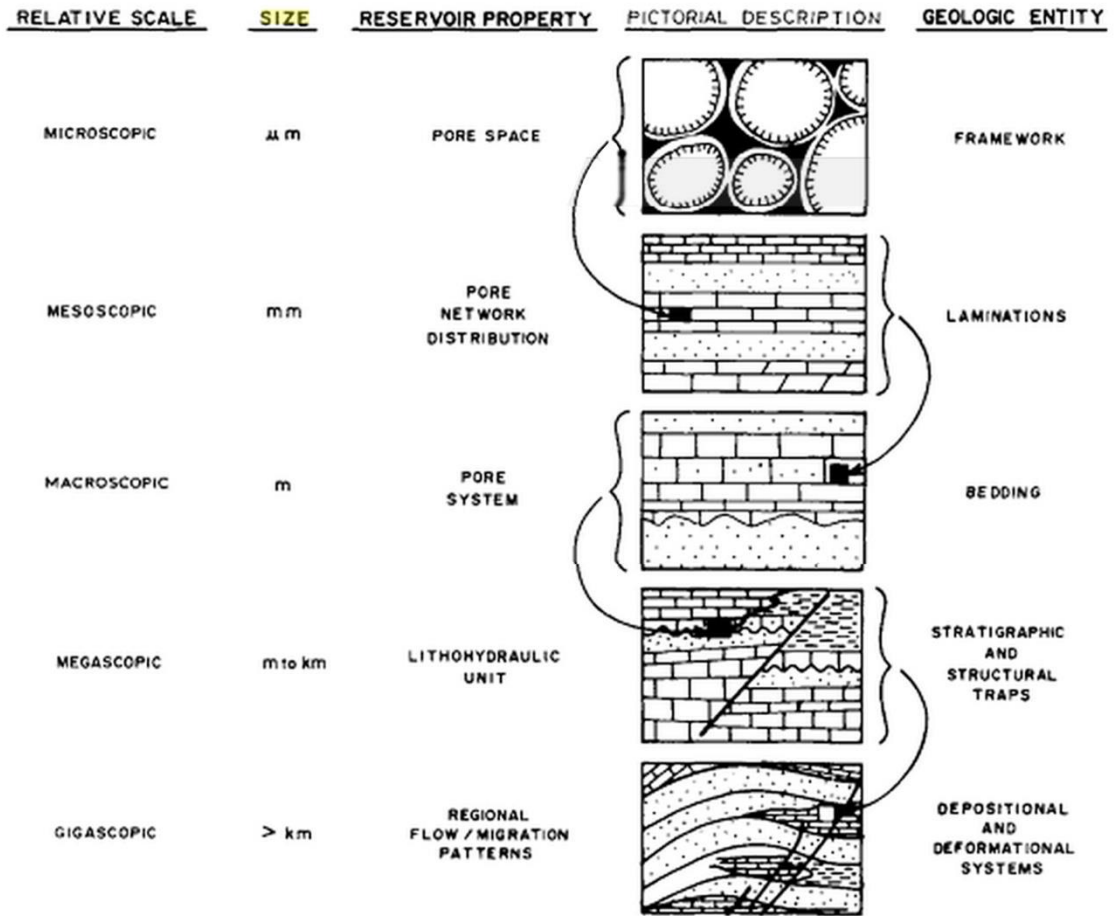 RELATIVE SCALE SIZE RESERVOIR PROPERTY PICTORIAL DESCRIPTION GEOLOGIC ENTITY
MICROSCOPIC μm PORE SPACE FRAMEWORK
MESOSCOPIC mm PORE
NETWORK
DISTRIBUTION LAMINATIONS
MACROSCOPIC m PORE
SYSTEM BEDDING
MEGASCOPIC m to km LITHOHYDRAULIC
UNIT STRATIGRAPHIC
AND
STRUCTURAL
TRAPS
GIGASCOPIC > km REGIONAL
FLOW / MIGRATION
PATTERNS DEPOSITIONAL
AND
DEFORMATIONAL
SYSTEMS